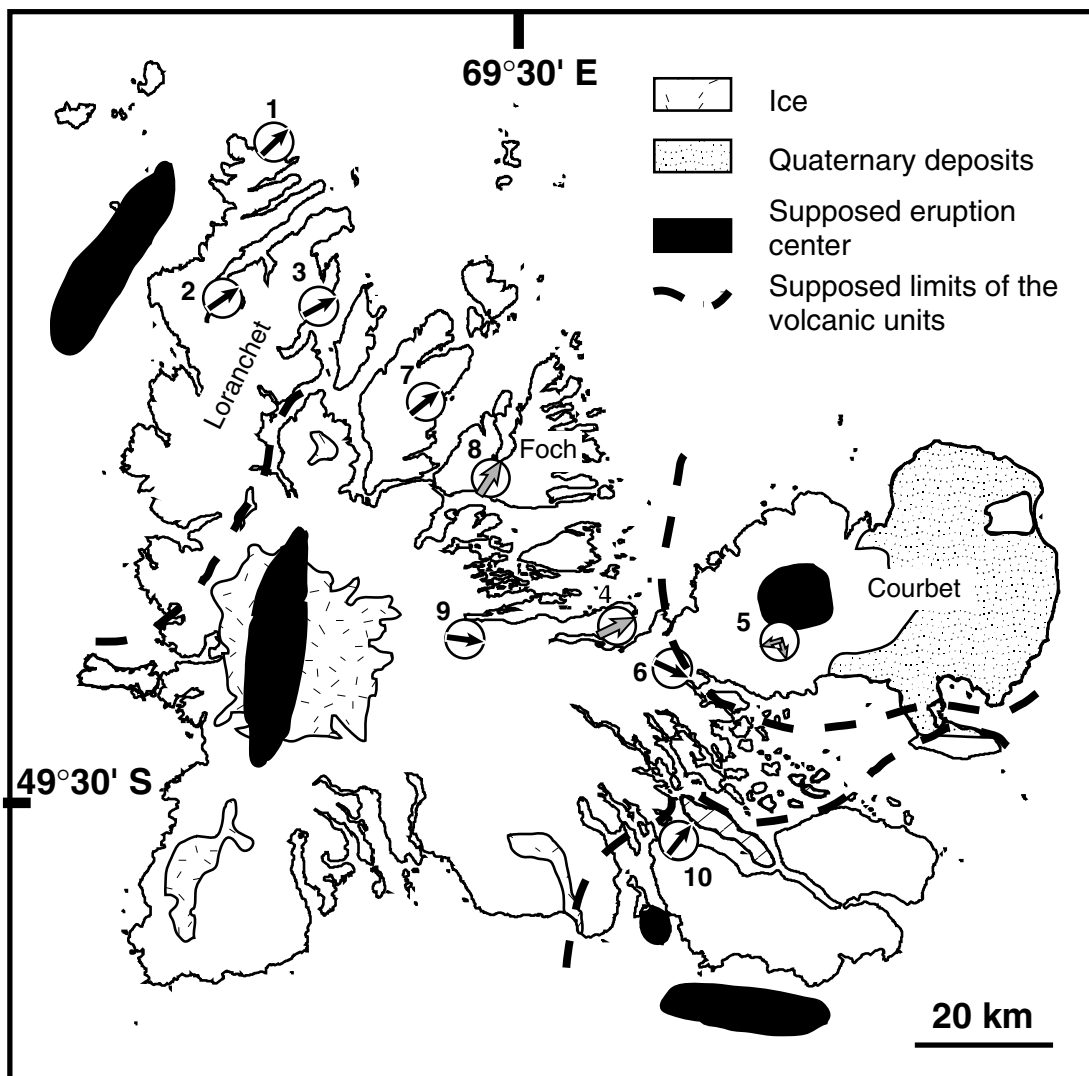 69°30' E
Ice
Quaternary deposits
Supposed eruption
center
Supposed limits of the
volcanic units
1
2
3
Loranchet
7
8
Foch
9
4
5
Courbet
6
49°30' S
10
20 km